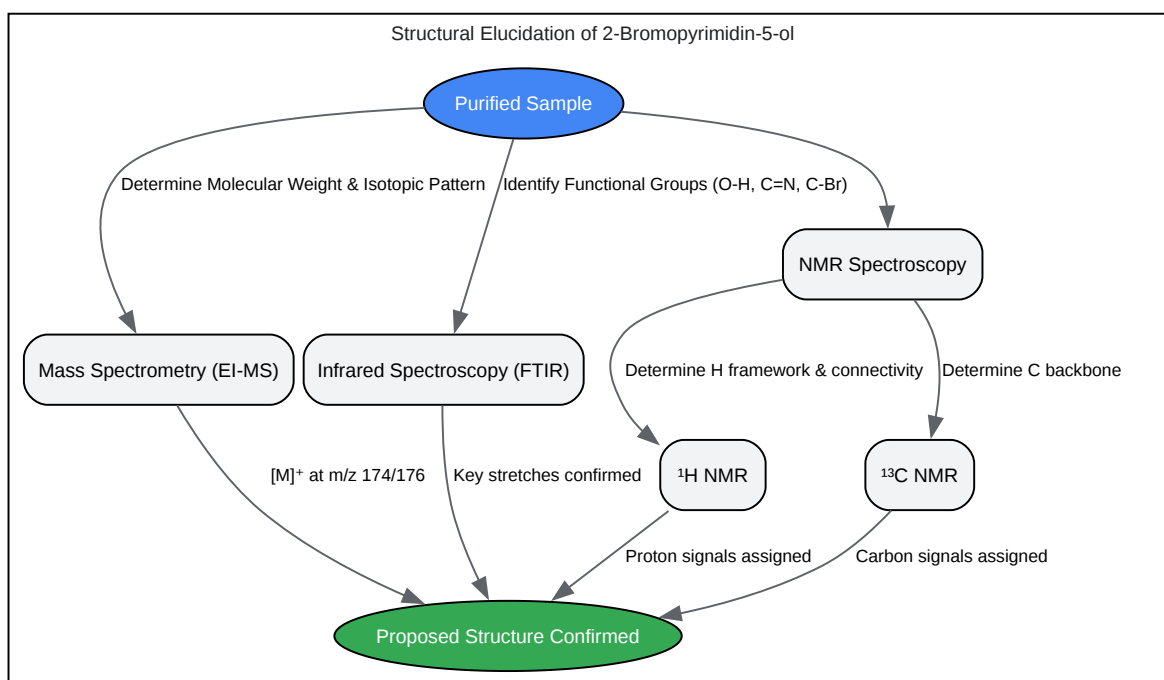 Structural Elucidation of 2-Bromopyrimidin-5-ol
Purified Sample
Determine Molecular Weight & Isotopic Pattern
Identify Functional Groups (O-H, C=N, C-Br)
NMR Spectroscopy
Mass Spectrometry (EI-MS)
Infrared Spectroscopy (FTIR)
Determine H framework & connectivity
Determine C backbone
[M]⁺ at m/z 174/176
Key stretches confirmed
¹H NMR
¹³C NMR
Proton signals assigned
Carbon signals assigned
Proposed Structure Confirmed